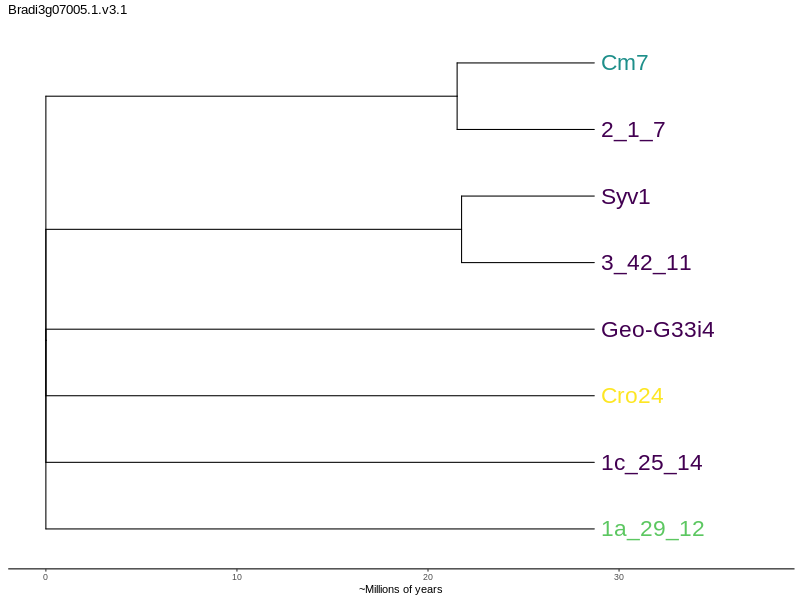 Bradi3g07005.1.v3.1
Cm7
2_1_7
Syv1
3_42_11
Geo-G33i4
Cro24
1c_25_14
1a_29_12
0 10 20 30
~Millions of years